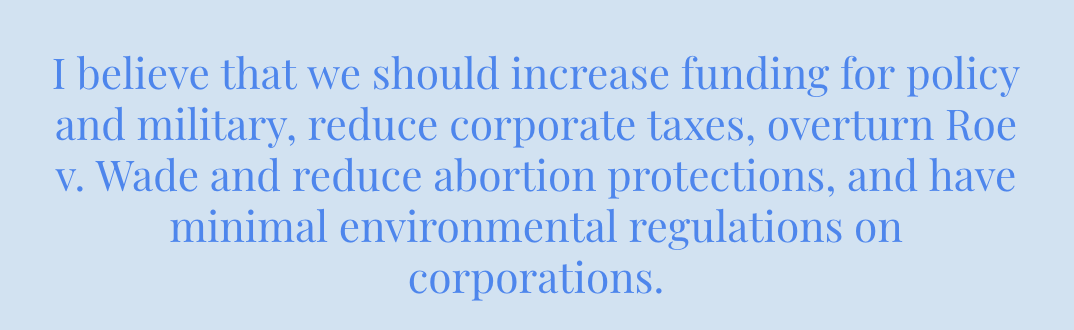 I believe that we should increase funding for policy
and military, reduce corporate taxes, overturn Roe
v. Wade and reduce abortion protections, and have
minimal environmental regulations on
corporations.